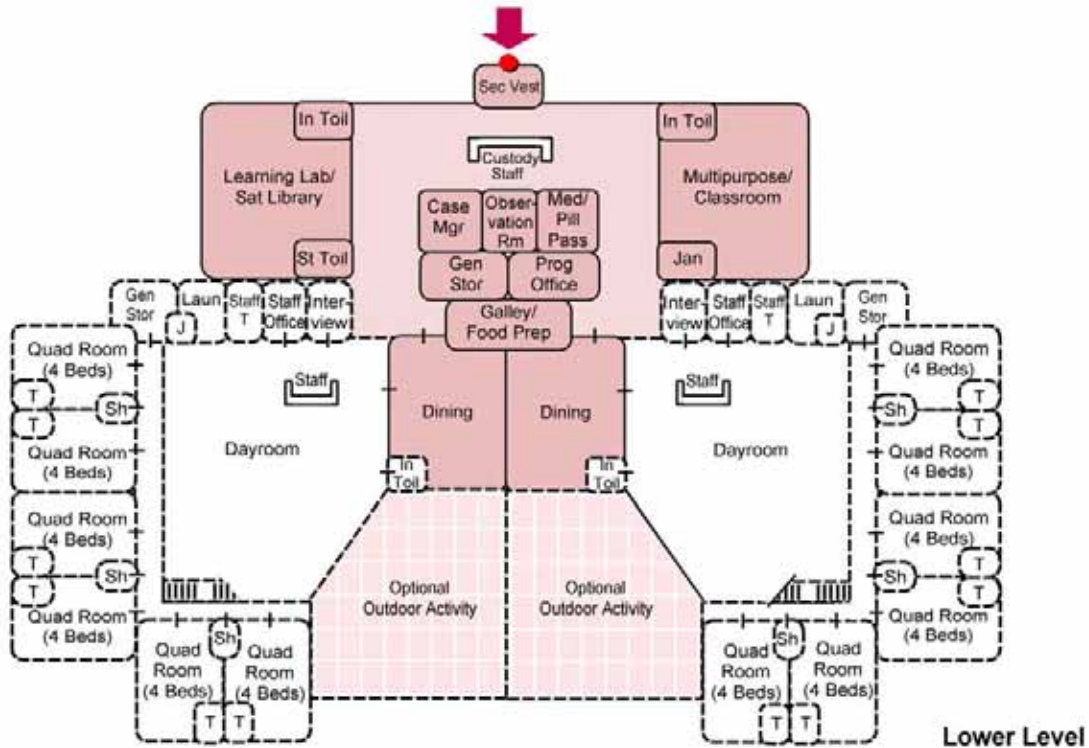 Sec Vest
In Toil
In Toil
Custody
Staff
Learning Lab/
Sat Library
Multipurpose/
Classroom
Case
Mgr
Obser-
vation
Rm
Med/
Pill
Pass
St Toil
Gen
Stor
Prog
Office
Jan
Gen
Stor
Laun
J
Staff
T
Staff
Office
Inter-
view
Galley/
Food Prep
Inter-
view
Staff
Office
Staff
T
Laun
J
Gen
Stor
Quad Room
(4 Beds)
T
Sh
T
Quad Room
(4 Beds)
Staff
Dayroom
Dining
Dining
In
Toil
In
Toil
Staff
Dayroom
Quad Room
(4 Beds)
T
Sh
T
Quad Room
(4 Beds)
Quad Room
(4 Beds)
T
Sh
T
Quad Room
(4 Beds)
Optional
Outdoor Activity
Optional
Outdoor Activity
Quad Room
(4 Beds)
T
Sh
T
Quad Room
(4 Beds)
Quad
Room
(4 Beds)
Sh
Quad
Room
(4 Beds)
T
T
Quad
Room
(4 Beds)
Sh
Quad
Room
(4 Beds)
T
T
Lower Level